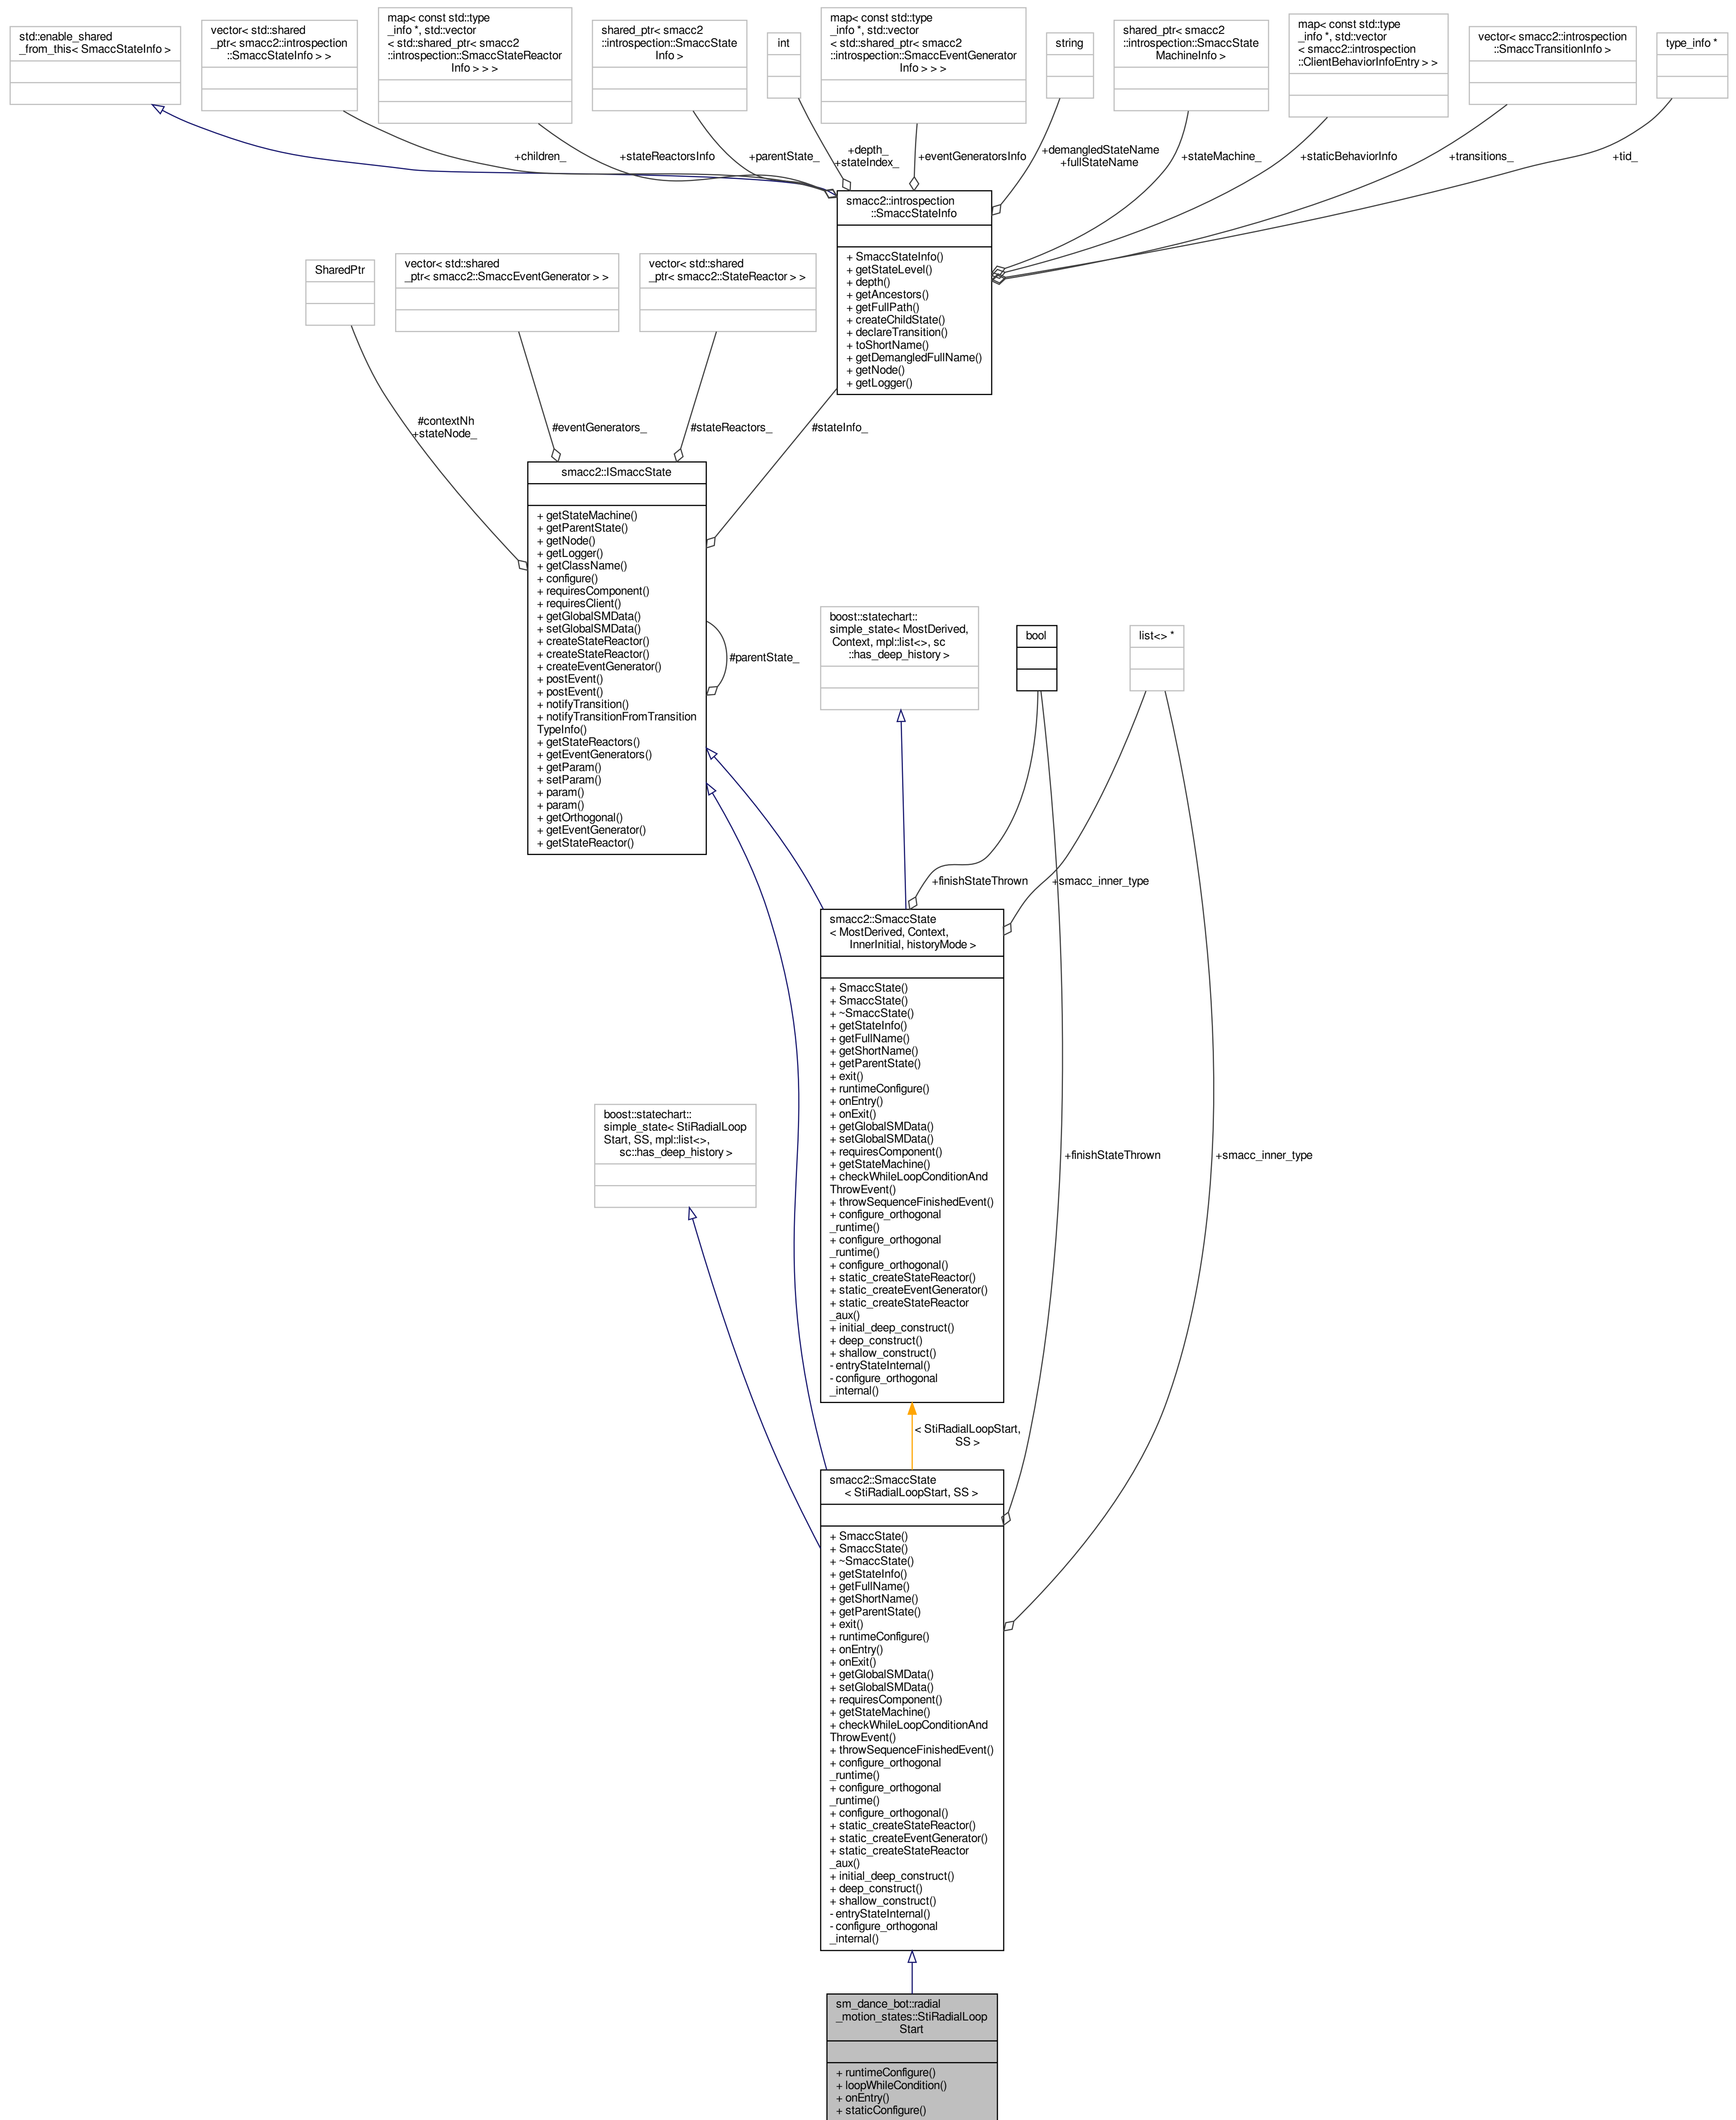 std::enable_shared
_from_this< SmaccStateInfo >
vector< std::shared
_ptr< smacc2::introspection
::SmaccStateInfo > >
map< const std::type
_info *, std::vector
< std::shared_ptr< smacc2
::introspection::SmaccStateReactor
Info > > >
shared_ptr< smacc2
::introspection::SmaccState
Info >
int
map< const std::type
_info *, std::vector
< std::shared_ptr< smacc2
::introspection::SmaccEventGenerator
Info > > >
string
shared_ptr< smacc2
::introspection::SmaccState
MachineInfo >
map< const std::type
_info *, std::vector
< smacc2::introspection
::ClientBehaviorInfoEntry > >
vector< smacc2::introspection
::SmaccTransitionInfo >
type_info *
+children_
+stateReactorsInfo
+parentState_
+depth_
+stateIndex_
+eventGeneratorsInfo
+demangledStateName
+fullStateName
+stateMachine_
+staticBehaviorInfo
+transitions_
+tid_
smacc2::introspection
::SmaccStateInfo
+ SmaccStateInfo()
+ getStateLevel()
+ depth()
+ getAncestors()
+ getFullPath()
+ createChildState()
+ declareTransition()
+ toShortName()
+ getDemangledFullName()
+ getNode()
+ getLogger()
SharedPtr
vector< std::shared
_ptr< smacc2::SmaccEventGenerator > >
vector< std::shared
_ptr< smacc2::StateReactor > >
#contextNh
+stateNode_
#eventGenerators_
#stateReactors_
#stateInfo_
smacc2::ISmaccState
+ getStateMachine()
+ getParentState()
+ getNode()
+ getLogger()
+ getClassName()
+ configure()
+ requiresComponent()
+ requiresClient()
+ getGlobalSMData()
+ setGlobalSMData()
+ createStateReactor()
+ createStateReactor()
+ createEventGenerator()
+ postEvent()
+ postEvent()
+ notifyTransition()
+ notifyTransitionFromTransition
TypeInfo()
+ getStateReactors()
+ getEventGenerators()
+ getParam()
+ setParam()
+ param()
+ param()
+ getOrthogonal()
+ getEventGenerator()
+ getStateReactor()
#parentState_
boost::statechart::
simple_state< MostDerived,
Context, mpl::list<>, sc
::has_deep_history >
bool
list<> *
+finishStateThrown
+smacc_inner_type
smacc2::SmaccState
< MostDerived, Context,
InnerInitial, historyMode >
+ SmaccState()
+ SmaccState()
+ ~SmaccState()
+ getStateInfo()
+ getFullName()
+ getShortName()
+ getParentState()
+ exit()
+ runtimeConfigure()
+ onEntry()
+ onExit()
+ getGlobalSMData()
+ setGlobalSMData()
+ requiresComponent()
+ getStateMachine()
+ checkWhileLoopConditionAnd
ThrowEvent()
+ throwSequenceFinishedEvent()
+ configure_orthogonal
_runtime()
+ configure_orthogonal
_runtime()
+ configure_orthogonal()
+ static_createStateReactor()
+ static_createEventGenerator()
+ static_createStateReactor
_aux()
+ initial_deep_construct()
+ deep_construct()
+ shallow_construct()
- entryStateInternal()
- configure_orthogonal
_internal()
boost::statechart::
simple_state< StiRadialLoop
Start, SS, mpl::list<>,
sc::has_deep_history >
+finishStateThrown
+smacc_inner_type
< StiRadialLoopStart,
SS >
smacc2::SmaccState
< StiRadialLoopStart, SS >
+ SmaccState()
+ SmaccState()
+ ~SmaccState()
+ getStateInfo()
+ getFullName()
+ getShortName()
+ getParentState()
+ exit()
+ runtimeConfigure()
+ onEntry()
+ onExit()
+ getGlobalSMData()
+ setGlobalSMData()
+ requiresComponent()
+ getStateMachine()
+ checkWhileLoopConditionAnd
ThrowEvent()
+ throwSequenceFinishedEvent()
+ configure_orthogonal
_runtime()
+ configure_orthogonal
_runtime()
+ configure_orthogonal()
+ static_createStateReactor()
+ static_createEventGenerator()
+ static_createStateReactor
_aux()
+ initial_deep_construct()
+ deep_construct()
+ shallow_construct()
- entryStateInternal()
- configure_orthogonal
_internal()
sm_dance_bot::radial
_motion_states::StiRadialLoop
Start
+ runtimeConfigure()
+ loopWhileCondition()
+ onEntry()
+ staticConfigure()